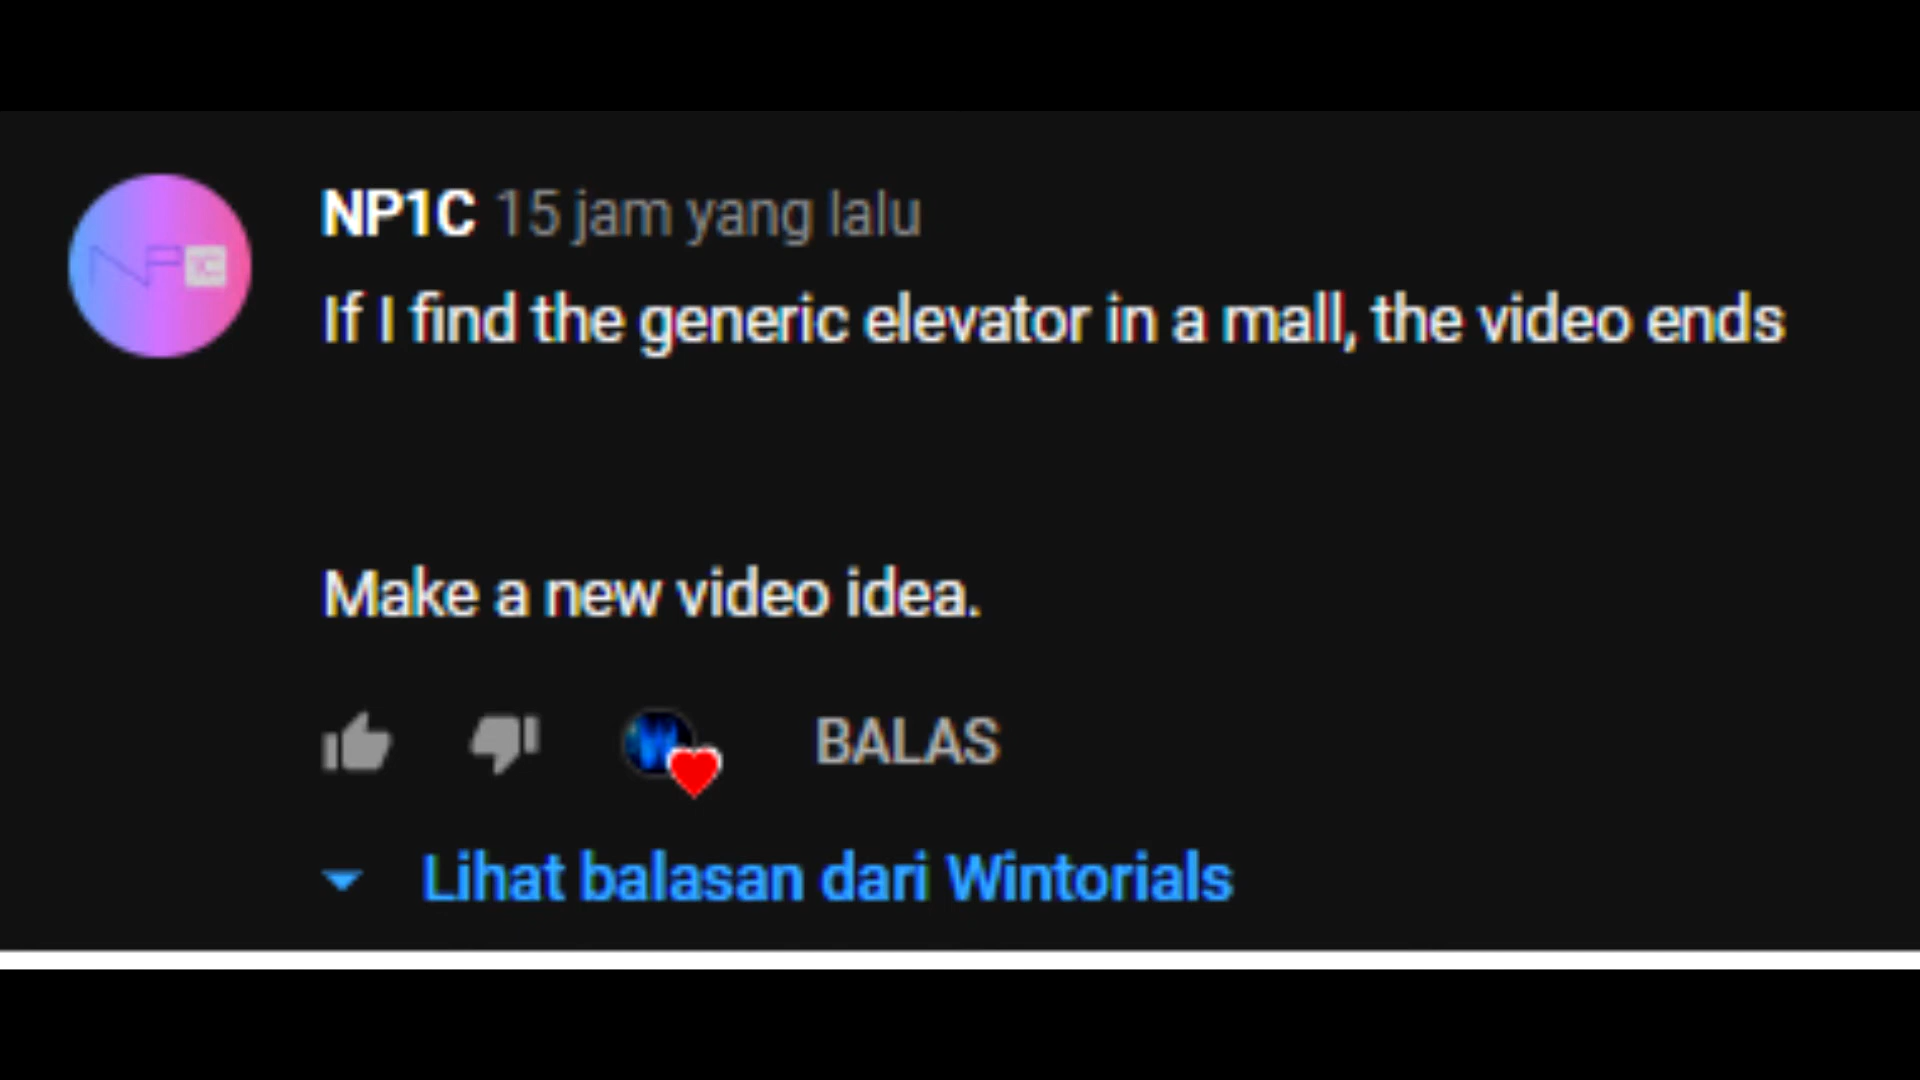 NP1C 15 jam yang lalu
If I find the generic elevator in a mall, the video ends
Make a new video idea.
BALAS
Lihat balasan dari Wintorials